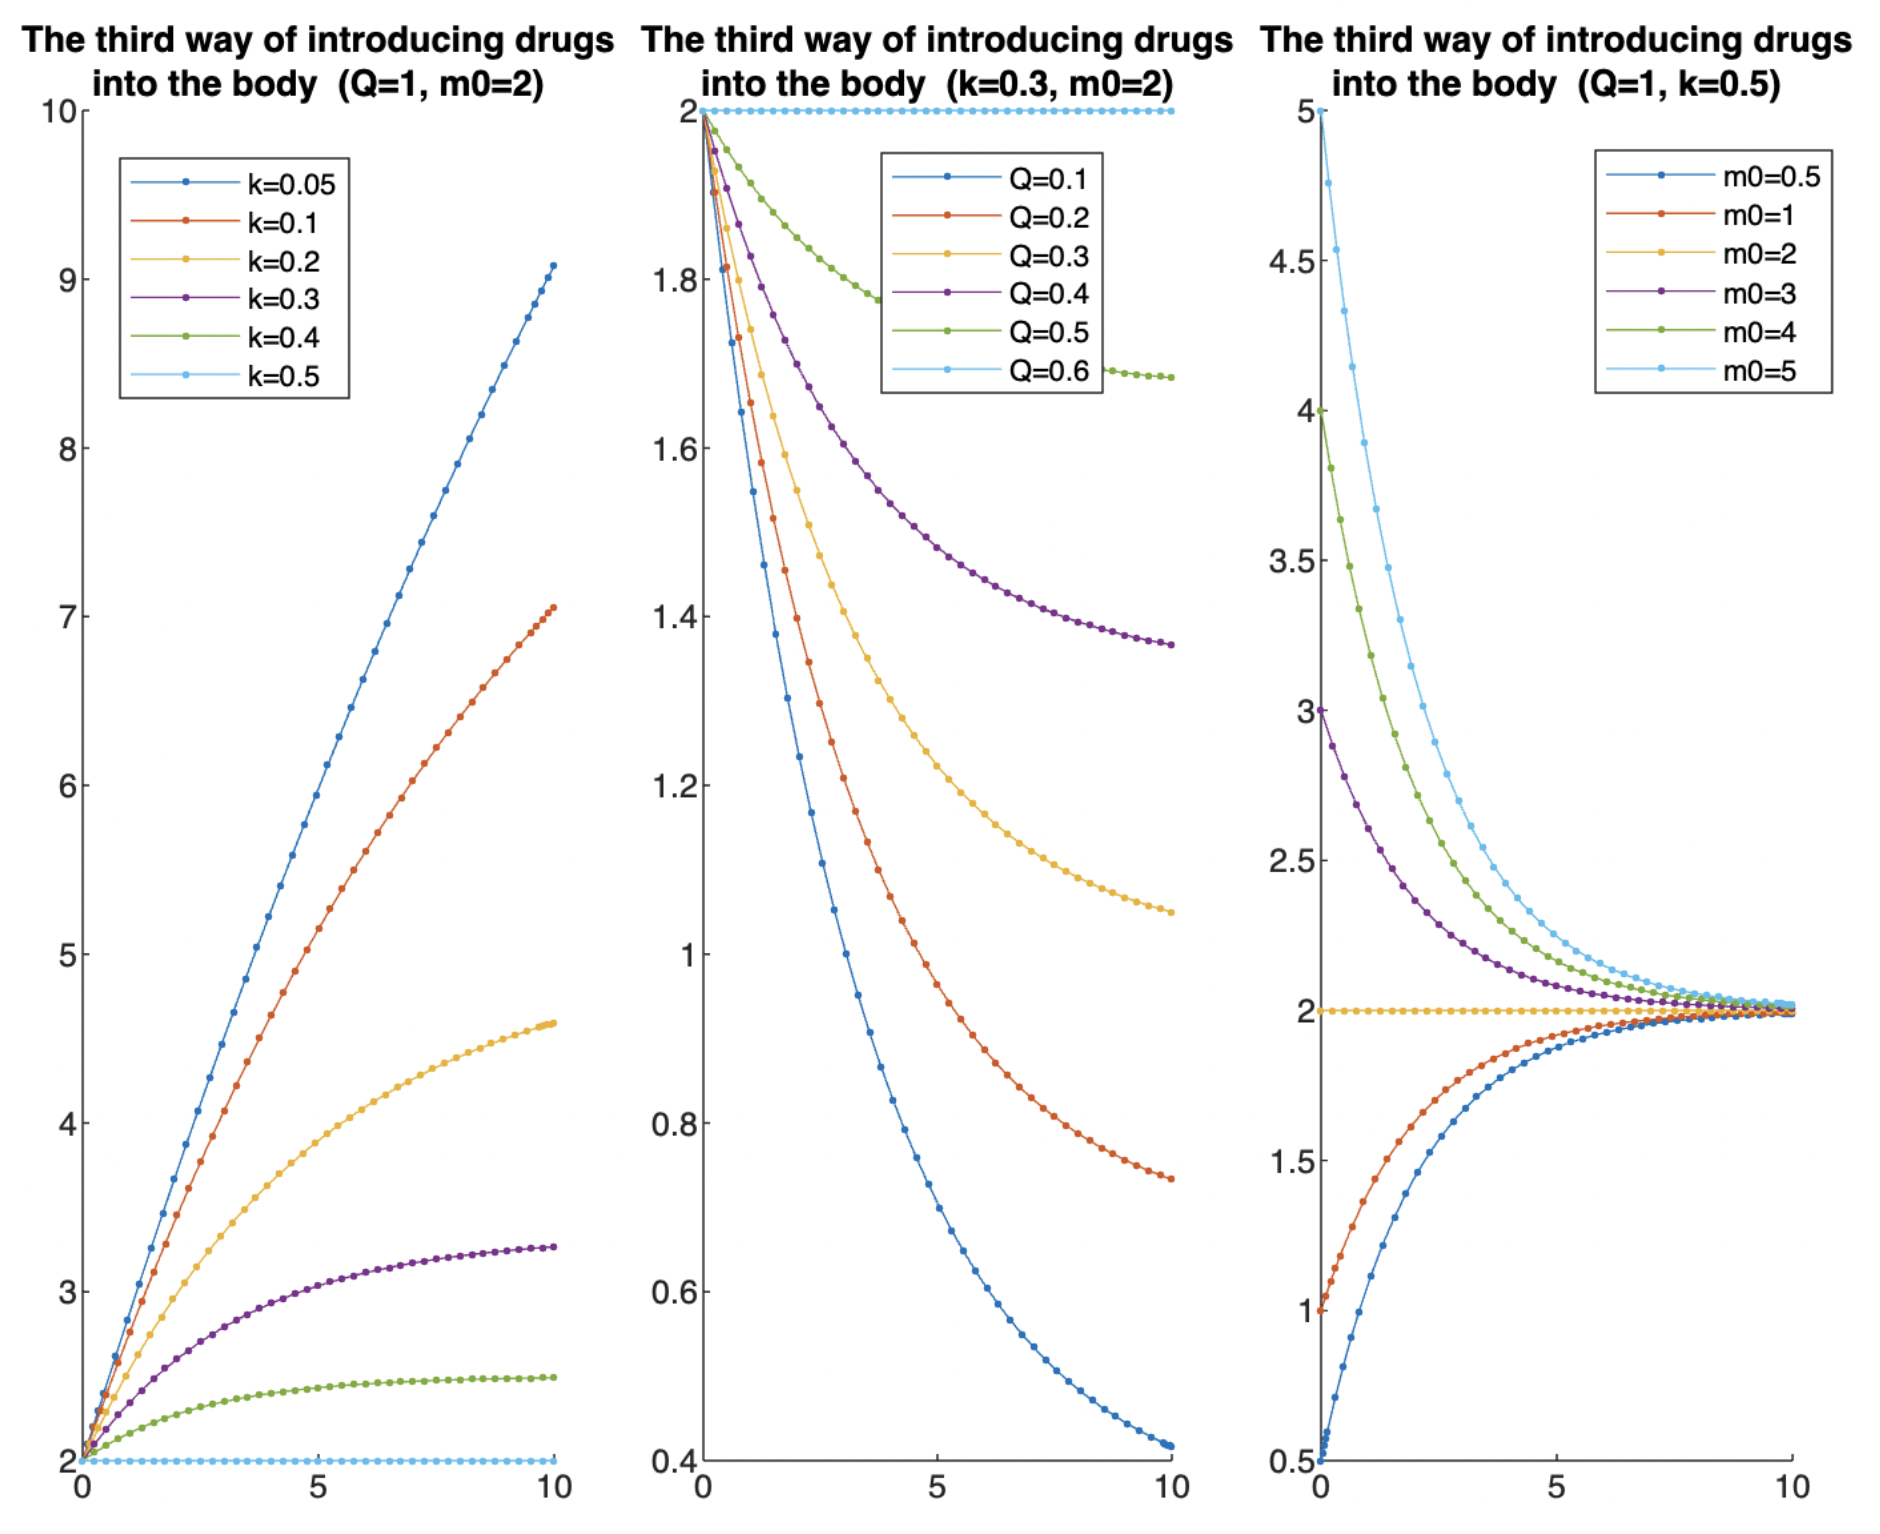 The third way of introducing drugs
into the body (Q=1, m0=2)
10
9
8
7
6
5
4
3
2
0
5
10
k=0.05
k=0.1
k=0.2
k=0.3
k=0.4
k=0.5
The third way of introducing drugs
into the body (k=0.3, m0=2)
2
1.8
1.6
1.4
1.2
1
0.8
0.6
0.4
0
5
10
Q=0.1
Q=0.2
Q=0.3
Q=0.4
Q=0.5
Q=0.6
The third way of introducing drugs
into the body (Q=1, k=0.5)
5
4.5
4
3.5
3
2.5
2
1.5
1
0.5
0
5
10
m0=0.5
m0=1
m0=2
m0=3
m0=4
m0=5